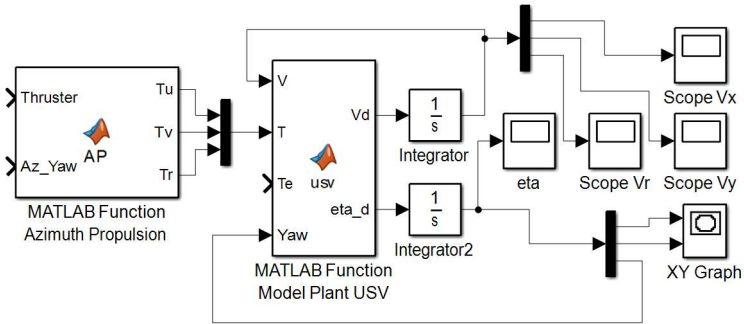 Thruster
Az_Yaw
AP
Tu
Tv
Tr
MATLAB Function
Azimuth Propulsion
V
T
Te
Yaw
usv
Vd
eta_d
MATLAB Function
Model Plant USV
1
s
Integrator
1
s
Integrator2
eta
Scope Vr
Scope Vx
Scope Vy
XY Graph